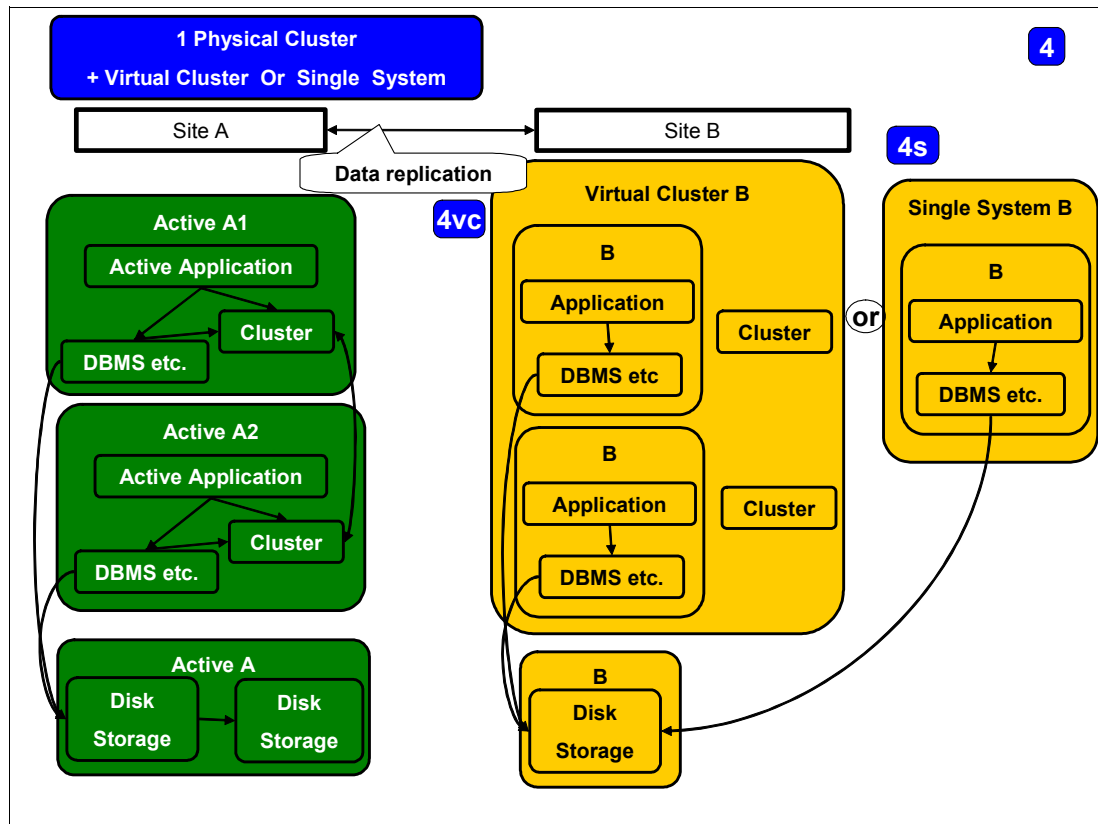 1 Physical Cluster
+ Virtual Cluster Or Single System
4
Site A
Site B
Data replication
4s
4vc
Active A1
Active Application
Cluster
DBMS etc.
Active A2
Active Application
Cluster
DBMS etc.
Active A
Disk
Storage
Disk
Storage
Virtual Cluster B
B
Application
DBMS etc
Cluster
B
Application
DBMS etc.
Cluster
B
Disk
Storage
or
Single System B
B
Application
DBMS etc.